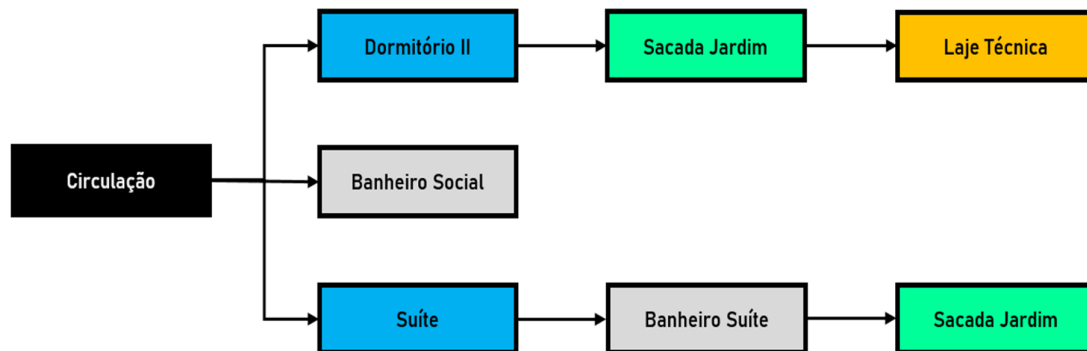 Dormitório II
Sacada Jardim
Laje Técnica
Circulação
Banheiro Social
Suíte
Banheiro Suíte
Sacada Jardim